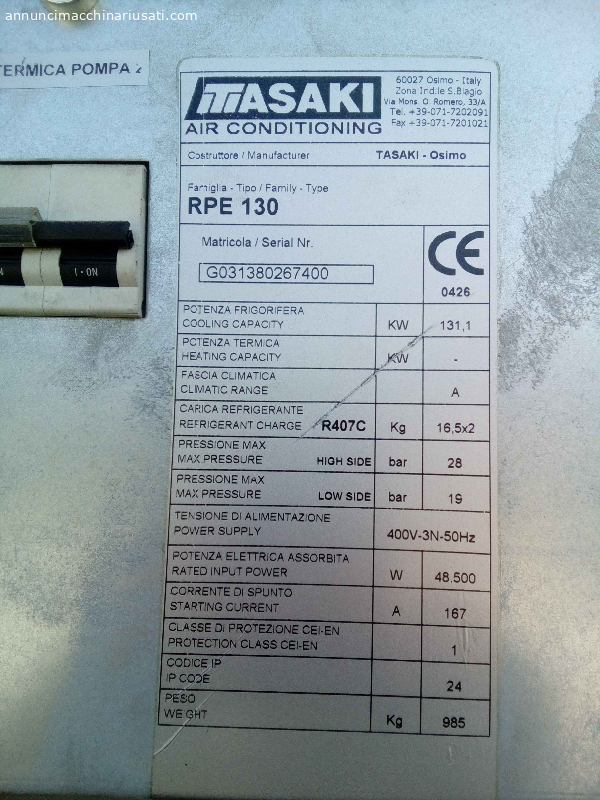 annuncimacchinariusati.com
TERMICA POMPA 2
I · ON
TASAKI
AIR CONDITIONING
60027 Osimo - Italy
Zona Ind.le S.Biagio
Via Mons. O. Romero, 33/A
Tel. +39-071-7202091
Fax +39-071-7201021
Costruttore / Manufacturer TASAKI - Osimo
Famiglia - Tipo / Family - Type
RPE 130
Matricola / Serial Nr.
G031380267400
CE
0426
POTENZA FRIGORIFERA
COOLING CAPACITY KW 131,1
POTENZA TERMICA
HEATING CAPACITY KW -
FASCIA CLIMATICA
CLIMATIC RANGE A
CARICA REFRIGERANTE
REFRIGERANT CHARGE R407C Kg 16,5x2
PRESSIONE MAX
MAX PRESSURE HIGH SIDE bar 28
PRESSIONE MAX
MAX PRESSURE LOW SIDE bar 19
TENSIONE DI ALIMENTAZIONE
POWER SUPPLY 400V-3N-50Hz
POTENZA ELETTRICA ASSORBITA
RATED INPUT POWER W 48.500
CORRENTE DI SPUNTO
STARTING CURRENT A 167
CLASSE DI PROTEZIONE CEI-EN
PROTECTION CLASS CEI-EN 1
CODICE IP
IP CODE 24
PESO
WEIGHT Kg 985